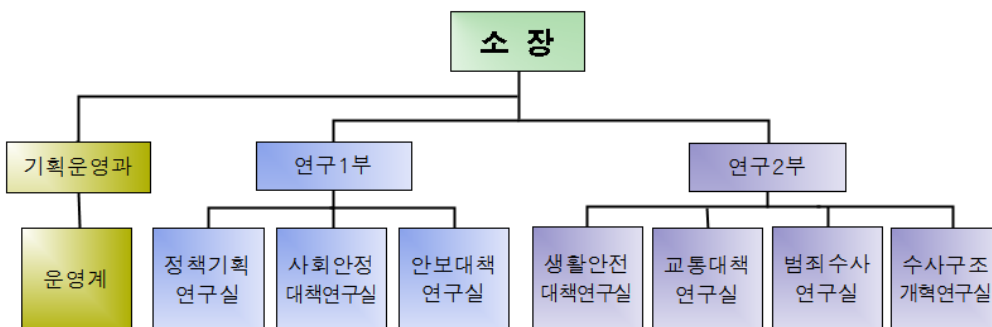 소 장
기획운영과
연구1부
연구2부
운영계
정책기획
연구실
사회안정
대책연구실
안보대책
연구실
생활안전
대책연구실
교통대책
연구실
범죄수사
연구실
수사구조
개혁연구실